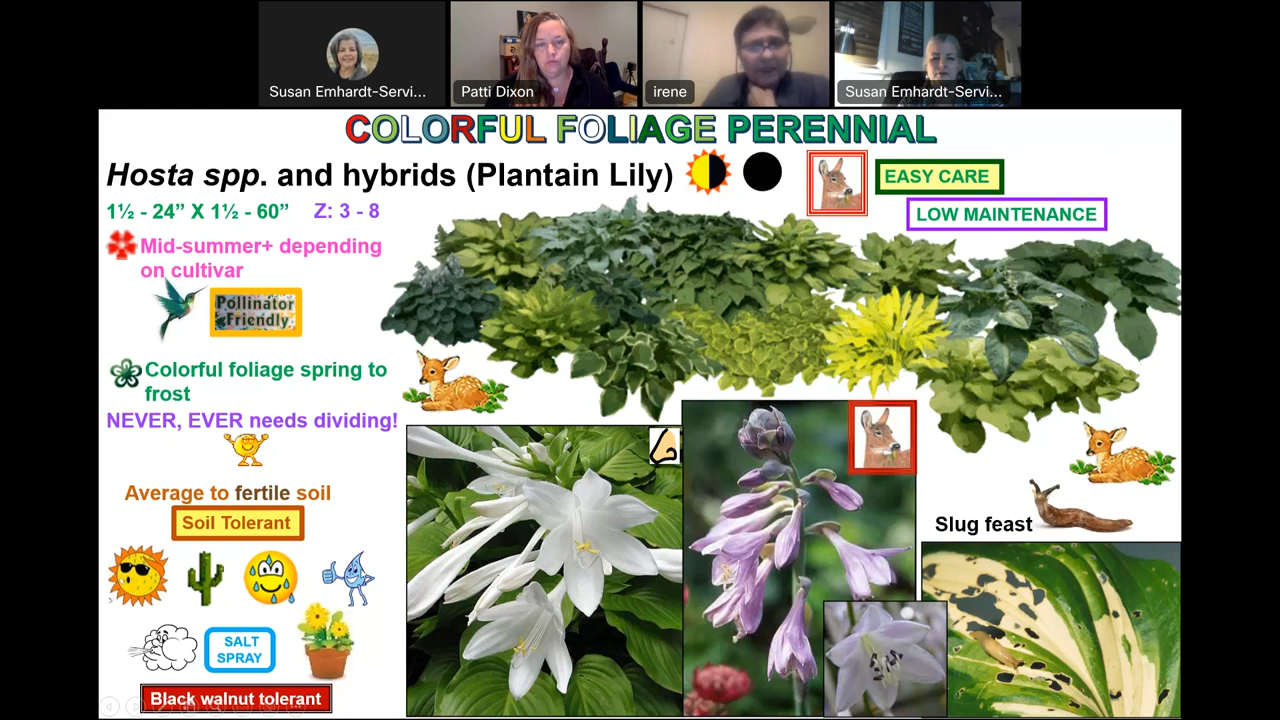 Susan Emhardt-Servi...
Patti Dixon
irene
Susan Emhardt-Servi...
COLORFUL FOLIAGE PERENNIAL
Hosta spp. and hybrids (Plantain Lily)
EASY CARE
LOW MAINTENANCE
1½ - 24” X 1½ - 60”
Z: 3 - 8
Mid-summer+ depending
on cultivar
Pollinator
Friendly
Colorful foliage spring to
frost
NEVER, EVER needs dividing!
Average to fertile soil
Soil Tolerant
Slug feast
SALT
SPRAY
Black walnut tolerant